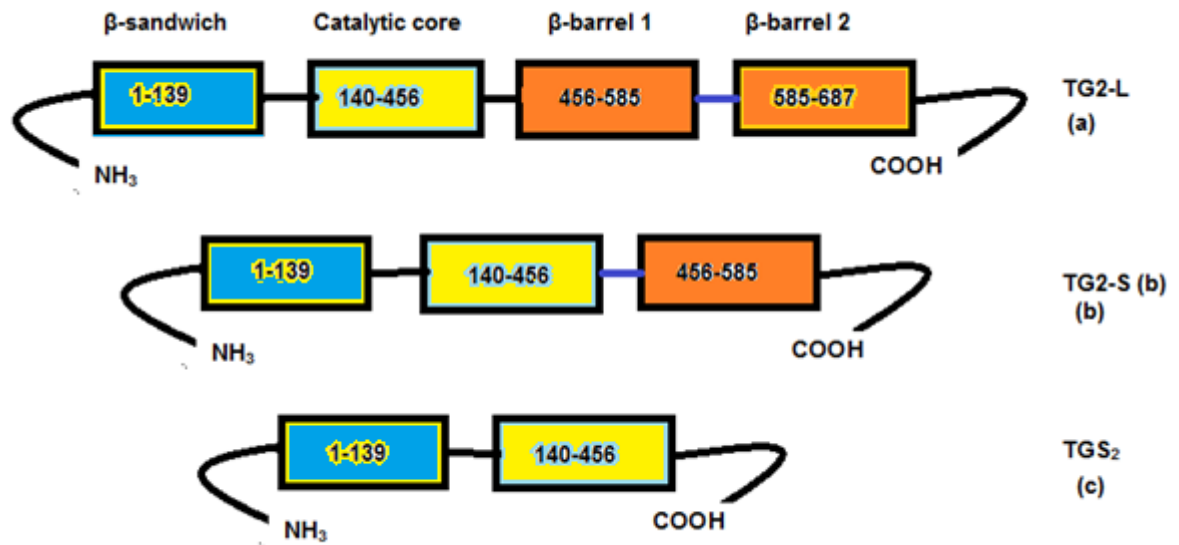 β-sandwich Catalytic core β-barrel 1 β-barrel 2
1-139 140-456 456-585 585-687 TG2-L
(a)
NH₃ COOH
1-139 140-456 456-585 TG2-S (b)
(b)
NH₃ COOH
1-139 140-456 TGS₂
(c)
NH₃ COOH